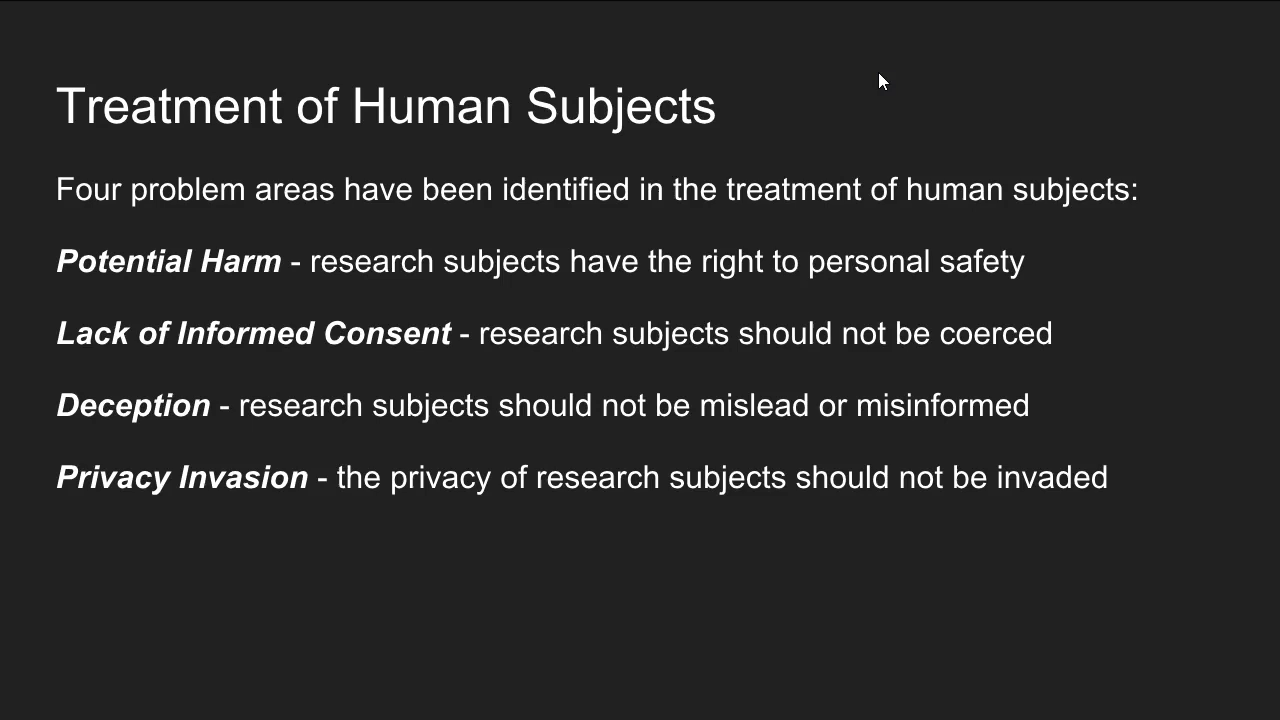 Treatment of Human Subjects
Four problem areas have been identified in the treatment of human subjects:
Potential Harm - research subjects have the right to personal safety
Lack of Informed Consent - research subjects should not be coerced
Deception - research subjects should not be mislead or misinformed
Privacy Invasion - the privacy of research subjects should not be invaded